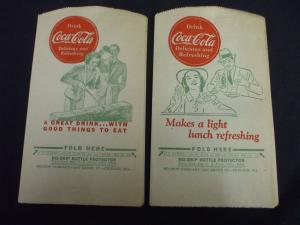 Drink
Coca-Cola
Delicious and
Refreshing
A GREAT DRINK...WITH
GOOD THINGS TO EAT
FOLD HERE
NO-DRIP BOTTLE PROTECTOR
Drink
Coca-Cola
Delicious and
Refreshing
Makes a light
lunch refreshing
FOLD HERE
NO-DRIP BOTTLE PROTECTOR